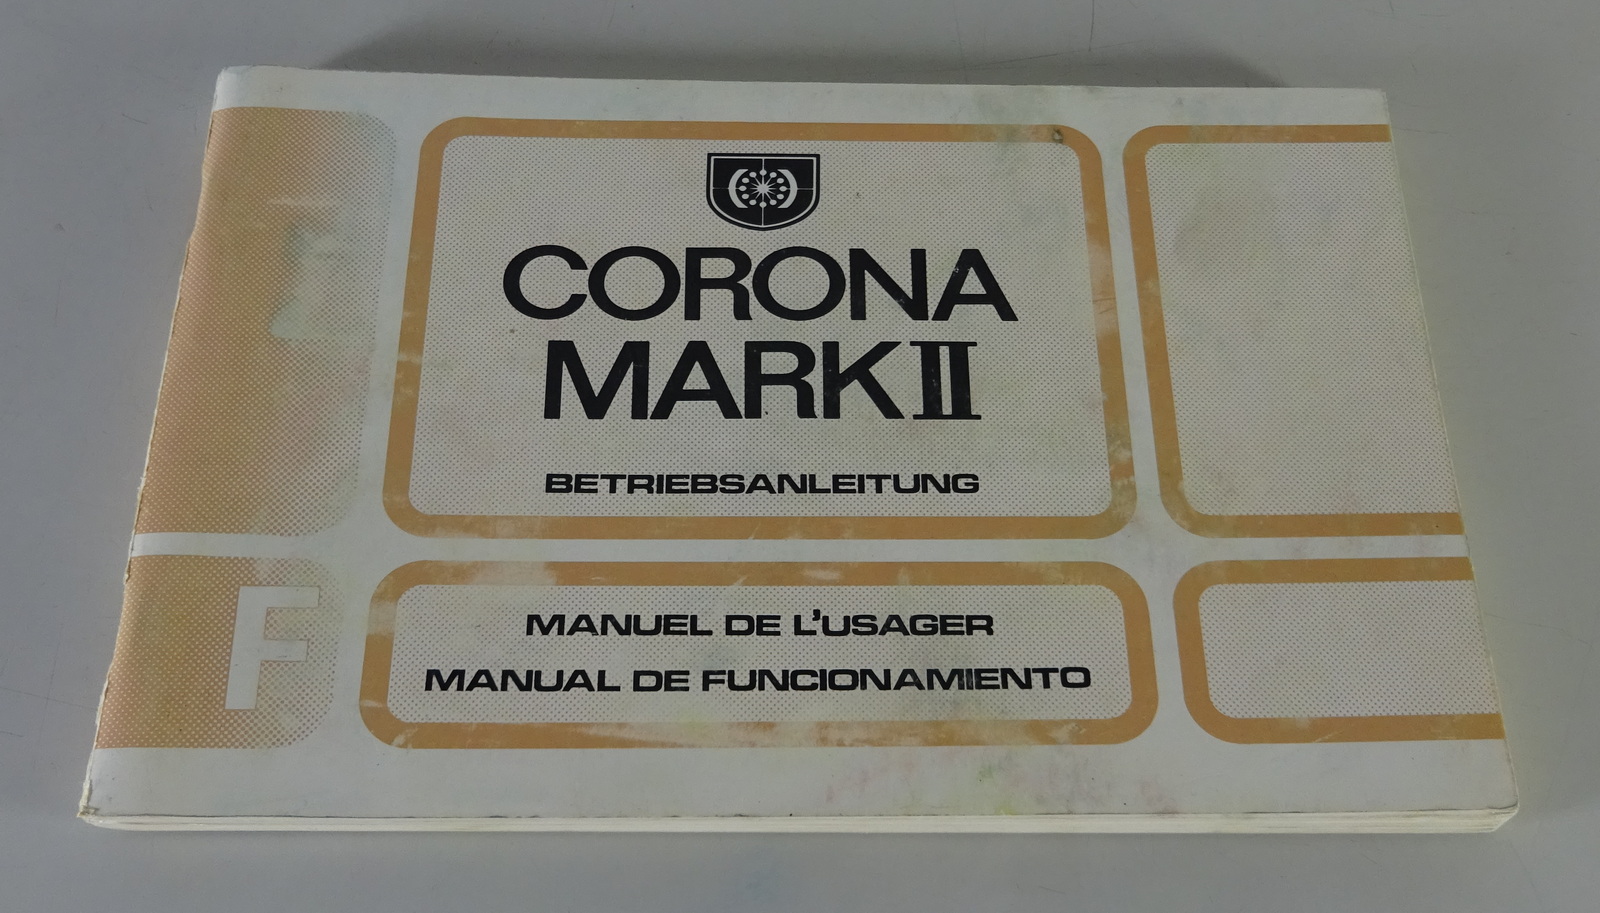 CORONA
MARK II
BETRIEBSANLEITUNG
F
MANUEL DE L'USAGER
MANUAL DE FUNCIONAMIENTO